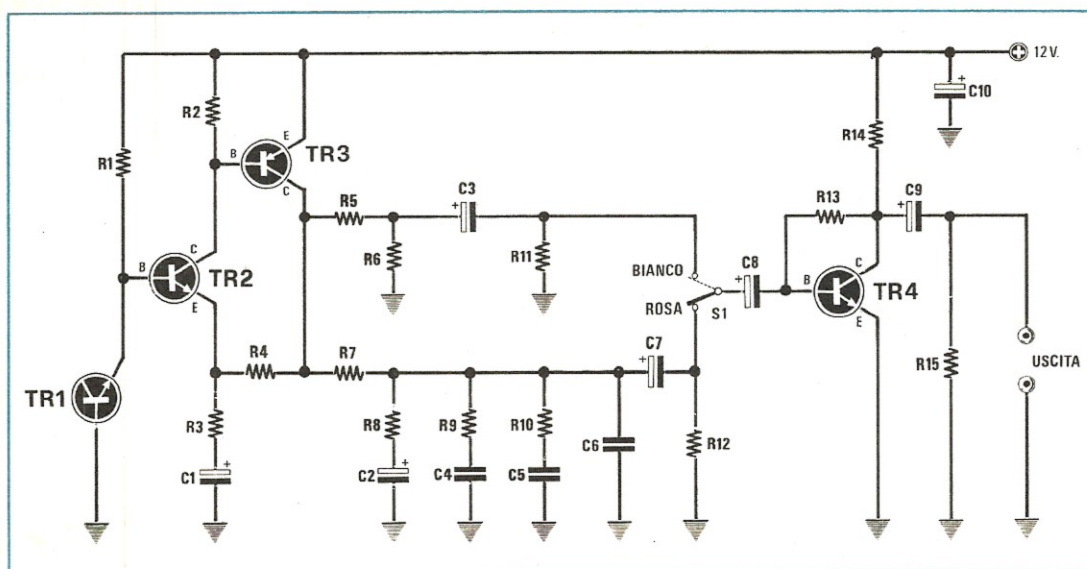 12 V.
C10
R1
R2
E
B
TR3
C
R14
R5
C3
R13
C9
R6
R11
C8
C
B
TR2
E
BIANCO
ROSA
S1
C
B
TR4
E
R4
R7
C7
R15
USCITA
TR1
R3
R8
R9
R10
C6
R12
C1
C2
C4
C5